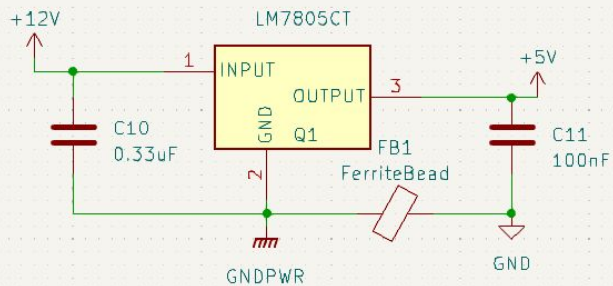 +12V
LM7805CT
+5V
1
INPUT
3
OUTPUT
GND
Q1
2
C10
0.33uF
FB1
FerriteBead
C11
100nF
GNDPWR
GND